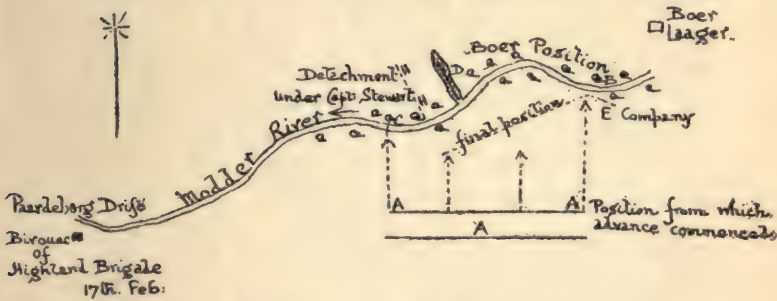 Boer
Laager.
Boer Position
Detachment
under Capt. Stewart
D
a a a a a a a a a
B
E Company
final position
Modder River
Paardeberg Drift
Bivouac
of
Highland Brigade
17th. Feb:
A
A
A
Position from which
advance commenced